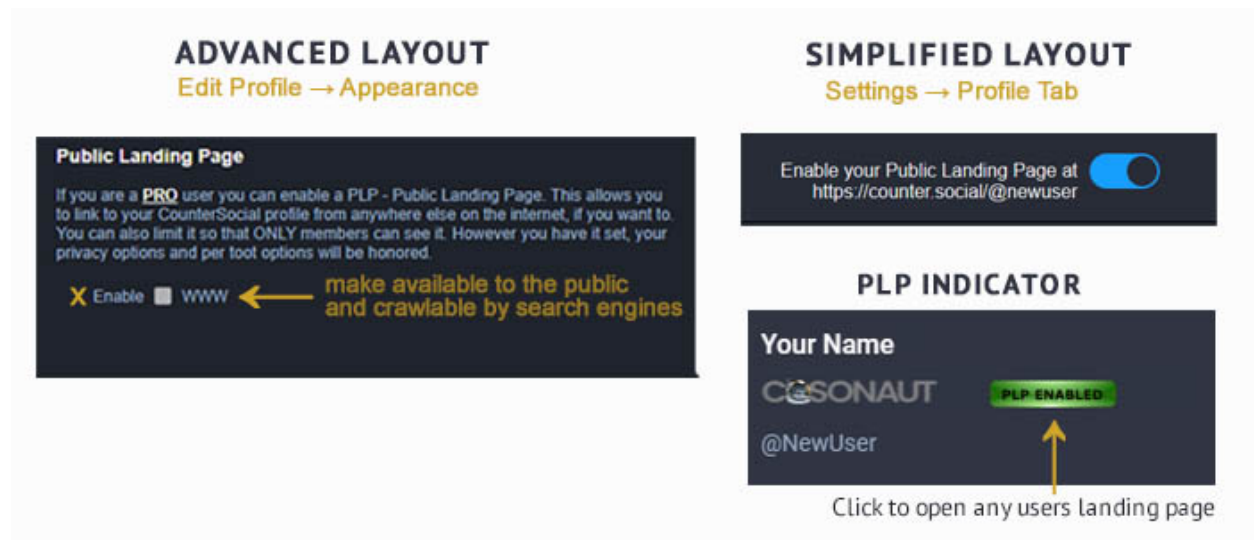 ADVANCED LAYOUT
Edit Profile → Appearance
Public Landing Page
If you are a PRO user you can enable a PLP - Public Landing Page. This allows you
to link to your CounterSocial profile from anywhere else on the internet, if you want to.
You can also limit it so that ONLY members can see it. However you have it set, your
privacy options and per toot options will be honored.
X Enable WWW
make available to the public
and crawlable by search engines
SIMPLIFIED LAYOUT
Settings → Profile Tab
Enable your Public Landing Page at
https://counter.social/@newuser
PLP INDICATOR
Your Name
COSONAUT
PLP ENABLED
@NewUser
Click to open any users landing page